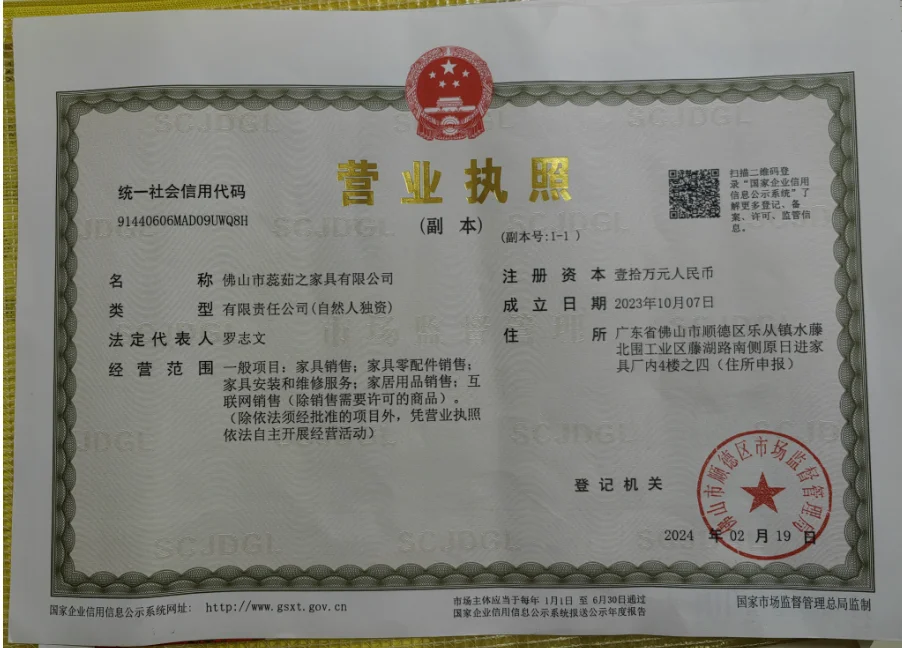 营业执照
(副 本)
(副本号:1-1 )
统一社会信用代码
91440606MAD09UWQ8H
扫描二维码登
录“国家企业信用
信息公示系统”了
解更多登记、备
案、许可、监管信
息。
名 称 佛山市蕊茹之家具有限公司
类 型 有限责任公司(自然人独资)
法定代表人 罗志文
经营范围 一般项目：家具销售；家具零配件销售；
家具安装和维修服务；家居用品销售；互
联网销售（除销售需要许可的商品）。
（除依法须经批准的项目外，凭营业执照
依法自主开展经营活动）
注册资本 壹拾万元人民币
成立日期 2023年10月07日
住 所 广东省佛山市顺德区乐从镇水藤
北围工业区藤湖路南侧原日进家
具厂内4楼之四（住所申报）
登记机关
佛山市顺德区市场监督管理局
2024 年 02 月 19 日
SCJDGL
市场监督管理
国家企业信用信息公示系统网址： http://www.gsxt.gov.cn
市场主体应当于每年 1月1日 至 6月30日通过
国家企业信用信息公示系统报送公示年度报告
国家市场监督管理总局监制